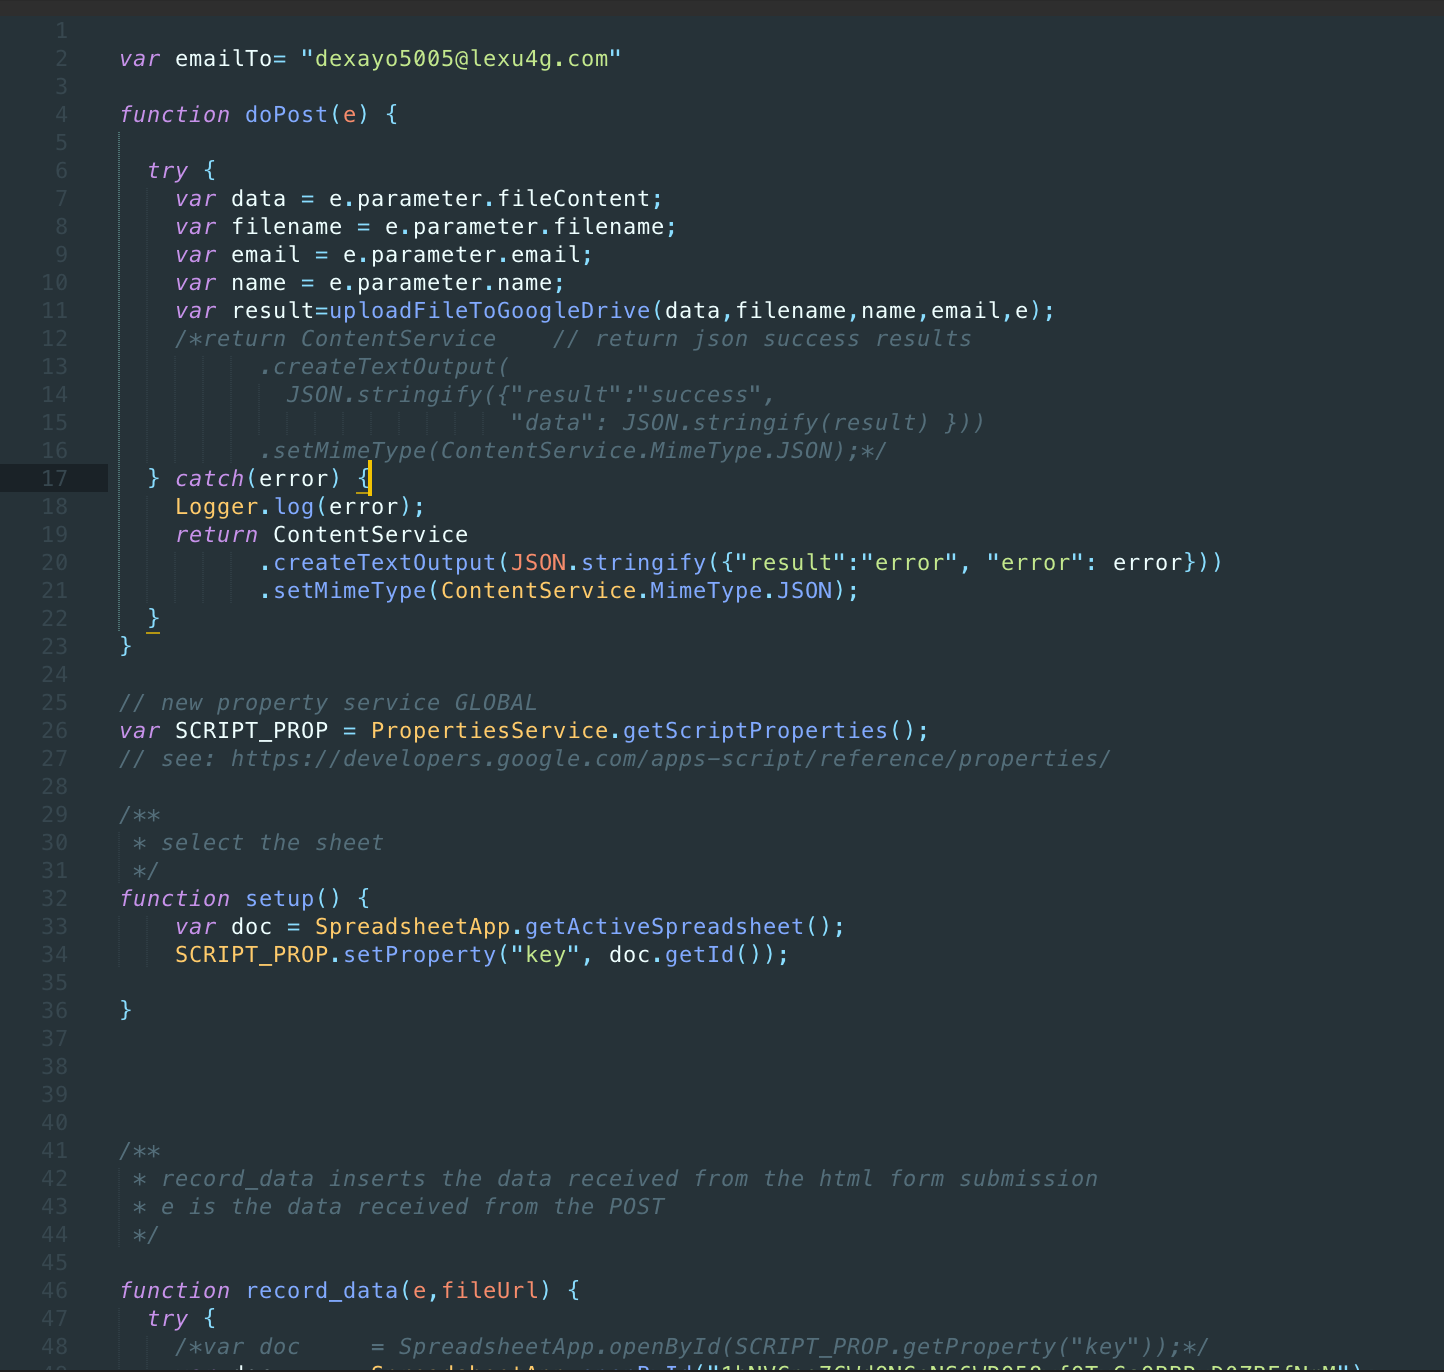 1
2 var emailTo= "dexayo5005@lexu4g.com"
3
4 function doPost(e) {
5
6 try {
7 var data = e.parameter.fileContent;
8 var filename = e.parameter.filename;
9 var email = e.parameter.email;
10 var name = e.parameter.name;
11 var result=uploadFileToGoogleDrive(data,filename,name,email,e);
12 /*return ContentService    // return json success results
13 .createTextOutput(
14 JSON.stringify({"result":"success",
15 "data": JSON.stringify(result) }))
16 .setMimeType(ContentService.MimeType.JSON);*/
17 } catch(error) {
18 Logger.log(error);
19 return ContentService
20 .createTextOutput(JSON.stringify({"result":"error", "error": error}))
21 .setMimeType(ContentService.MimeType.JSON);
22 }
23 }
24
25 // new property service GLOBAL
26 var SCRIPT_PROP = PropertiesService.getScriptProperties();
27 // see: https://developers.google.com/apps-script/reference/properties/
28
29 /**
30 * select the sheet
31 */
32 function setup() {
33 var doc = SpreadsheetApp.getActiveSpreadsheet();
34 SCRIPT_PROP.setProperty("key", doc.getId());
35
36 }
37
38
39
40
41 /**
42 * record_data inserts the data received from the html form submission
43 * e is the data received from the POST
44 */
45
46 function record_data(e,fileUrl) {
47 try {
48 /*var doc     = SpreadsheetApp.openById(SCRIPT_PROP.getProperty("key"));*/